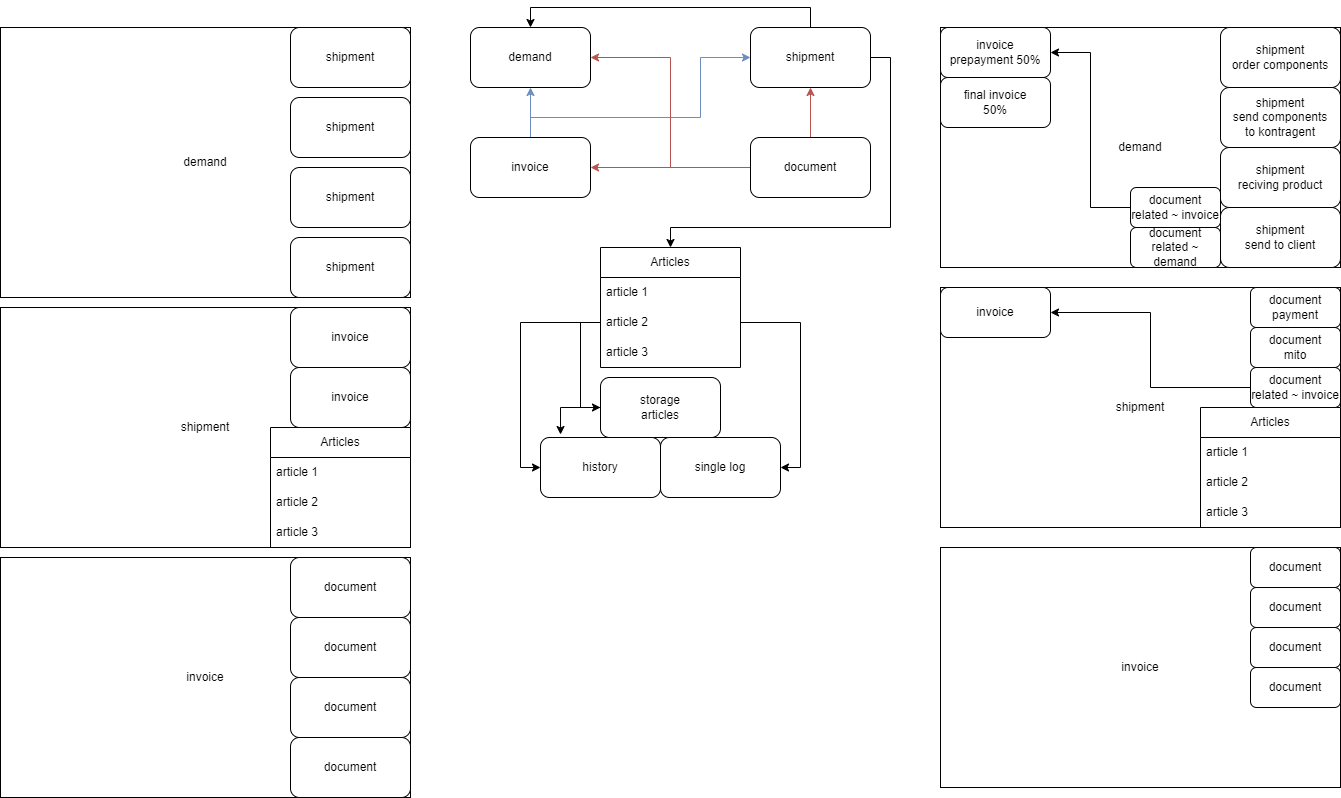 shipment
shipment
demand
shipment
shipment
invoice
invoice
shipment
Articles
article 1
article 2
article 3
document
document
invoice
document
document
demand
shipment
invoice
document
Articles
article 1
article 2
article 3
storage
articles
history
single log
invoice
prepayment 50%
final invoice
50%
shipment
order components
shipment
send components
to kontragent
demand
shipment
reciving product
document
related ~ invoice
document
related ~
demand
shipment
send to client
invoice
document
payment
document
mito
document
related ~ invoice
shipment
Articles
article 1
article 2
article 3
document
document
document
invoice
document